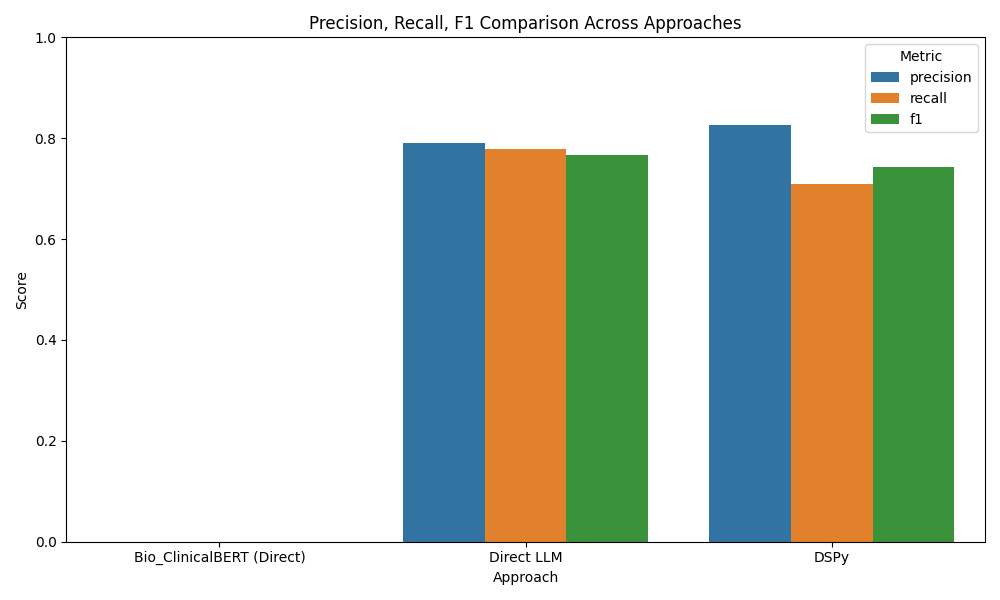 Precision, Recall, F1 Comparison Across Approaches
1.0
0.8
0.6
0.4
0.2
0.0
Score
Metric
precision
recall
f1
Bio_ClinicalBERT (Direct)
Direct LLM
DSPy
Approach